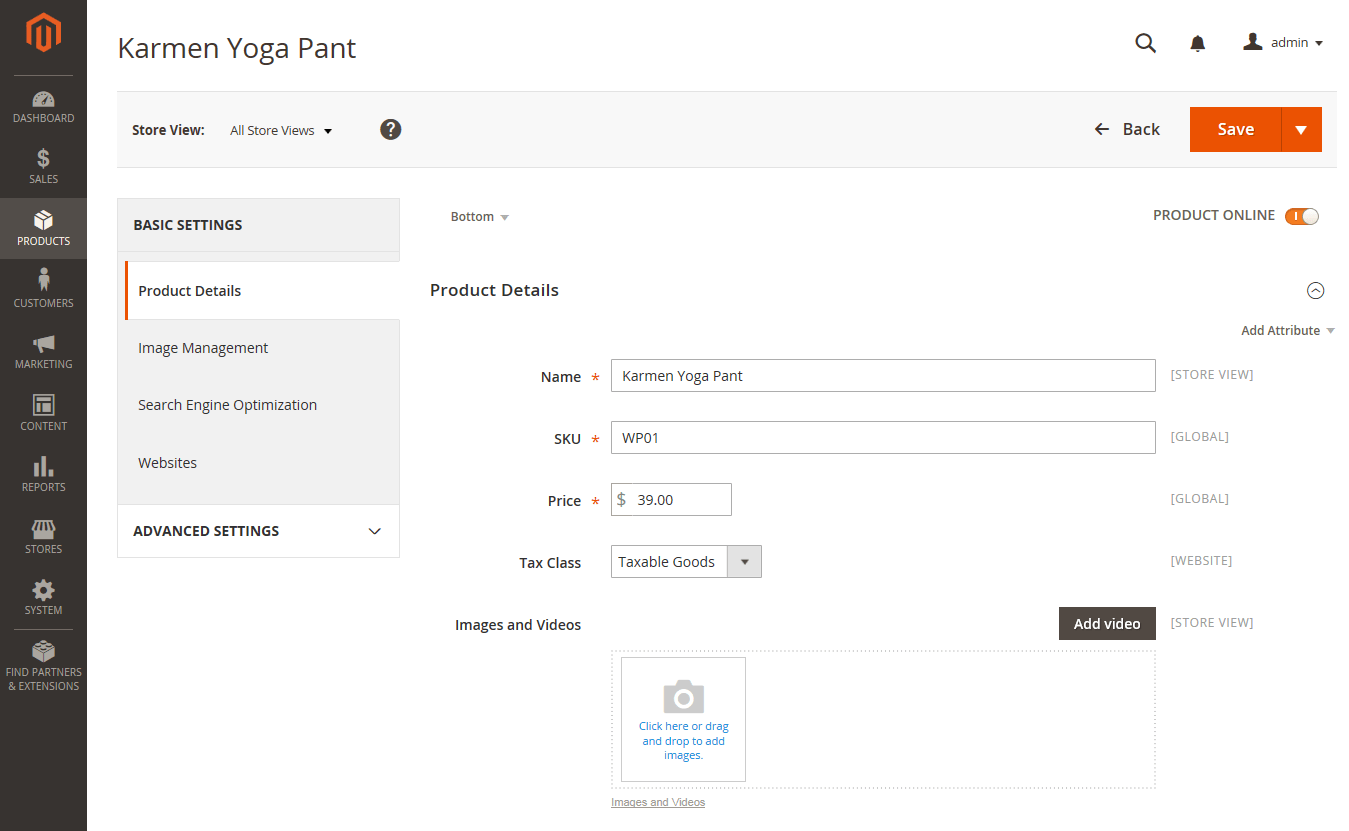 Karmen Yoga Pant
admin
DASHBOARD
SALES
PRODUCTS
CUSTOMERS
MARKETING
CONTENT
REPORTS
STORES
SYSTEM
FIND PARTNERS
& EXTENSIONS
Store View: All Store Views ?
Back
Save
BASIC SETTINGS
Product Details
Image Management
Search Engine Optimization
Websites
ADVANCED SETTINGS
Bottom
PRODUCT ONLINE
Product Details
Add Attribute
Name * Karmen Yoga Pant [STORE VIEW]
SKU * WP01 [GLOBAL]
Price * $ 39.00 [GLOBAL]
Tax Class Taxable Goods [WEBSITE]
Images and Videos Add video [STORE VIEW]
Click here or drag
and drop to add
images.
Images and Videos